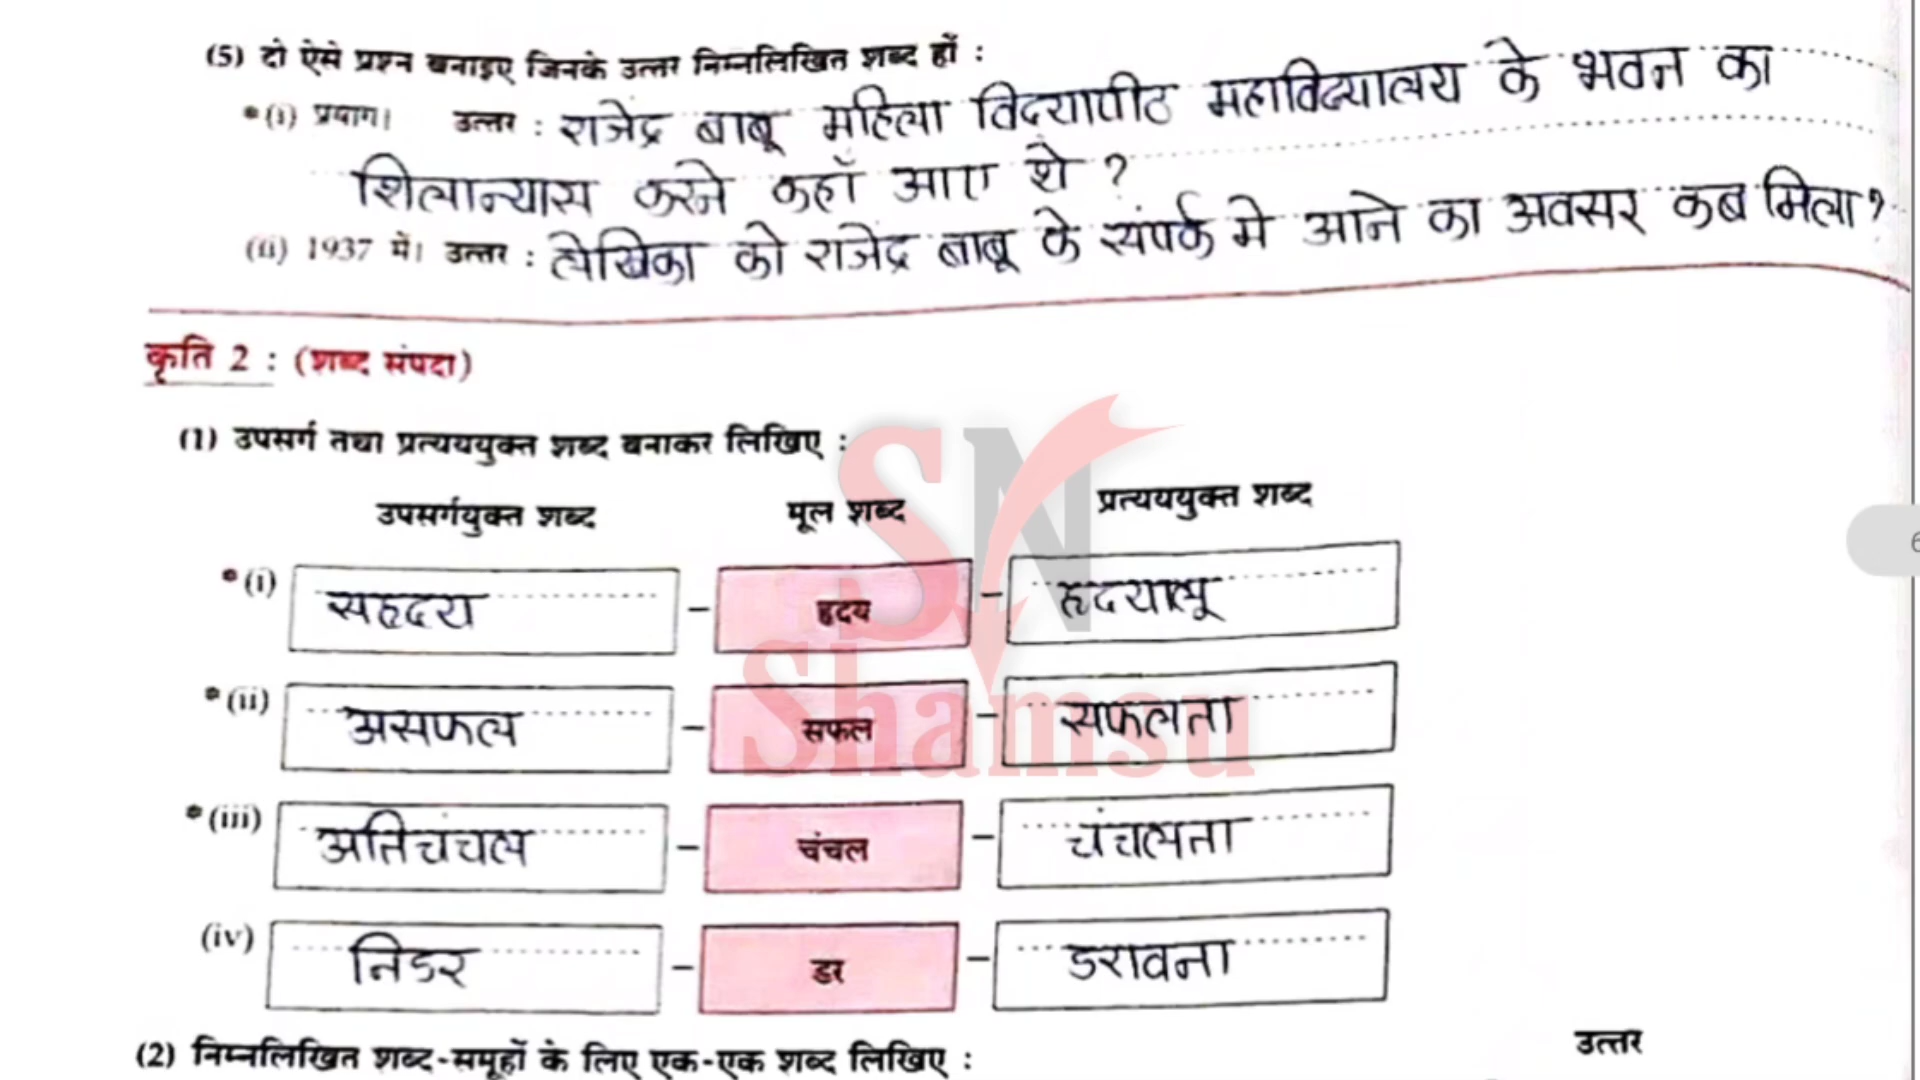 (5) दो ऐसे प्रश्न बनाइए जिनके उत्तर निम्नलिखित शब्द हों :
*(i) प्रयाग। उत्तर : राजेंद्र बाबू महिला विद्यापीठ महाविद्यालय के भवन का
शिलान्यास करने कहाँ आए थे ?
(ii) 1937 में। उत्तर : लेखिका को राजेंद्र बाबू के संपर्क मे आने का अवसर कब मिला?
कृति 2 : (शब्द संपदा)
(1) उपसर्ग तथा प्रत्यययुक्त शब्द बनाकर लिखिए :
उपसर्गयुक्त शब्द मूल शब्द प्रत्यययुक्त शब्द
*(i) सहृदय – हृदय – हृदयालू
*(ii) असफल – सफल – सफलता
*(iii) अतिचंचल – चंचल – चंचलता
(iv) निडर – डर – डरावना
SN
Shamsu
(2) निम्नलिखित शब्द-समूहों के लिए एक-एक शब्द लिखिए : उत्तर
6